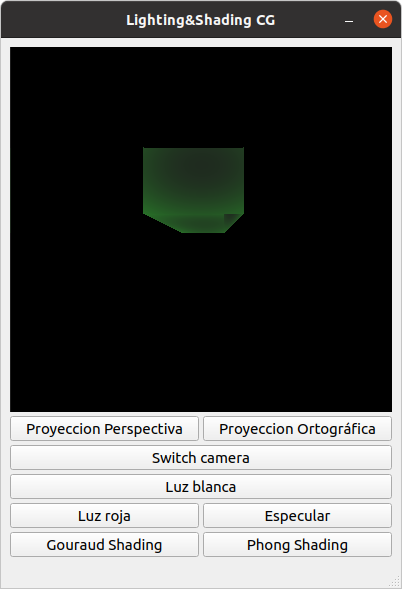 Lighting&Shading CG
Proyeccion Perspectiva Proyeccion Ortográfica
Switch camera
Luz blanca
Luz roja Especular
Gouraud Shading Phong Shading